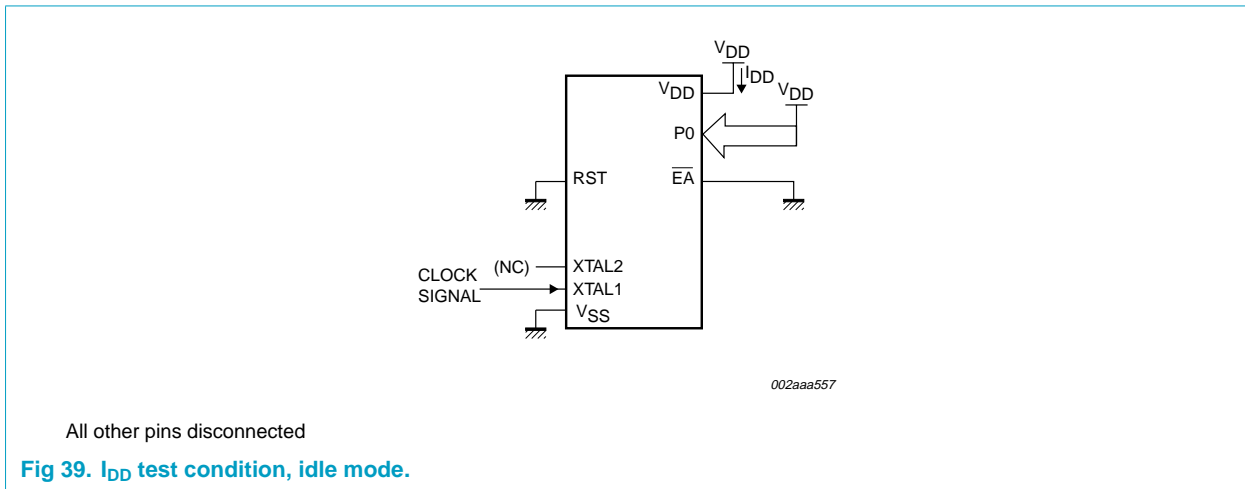 VDD
IDD
VDD
VDD
P0
RST
EA
(NC)
XTAL2
CLOCK
SIGNAL
XTAL1
VSS
002aaa557
All other pins disconnected
Fig 39. IDD test condition, idle mode.